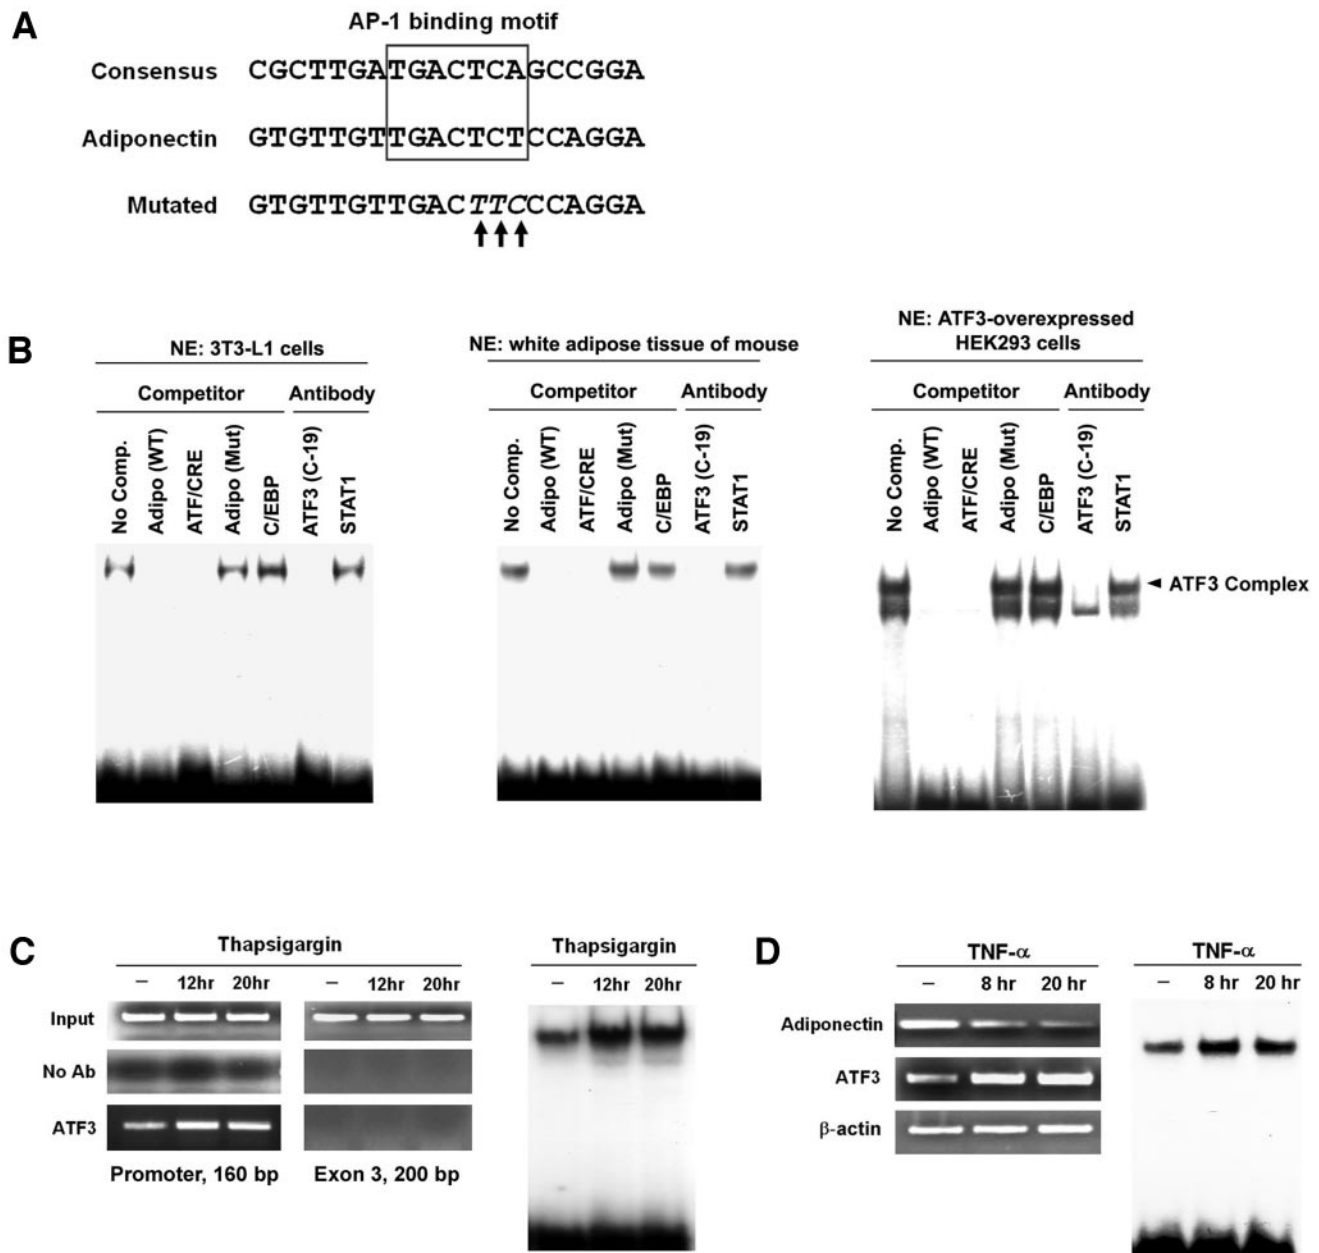 A
AP-1 binding motif
Consensus CGCTTGATGACTCAGCCGGA
Adiponectin GTGTTGTTGACTCTCCAGGA
Mutated GTGTTGTTGACTTCCCAGGA
B
NE: 3T3-L1 cells
Competitor Antibody
No Comp.
Adipo (WT)
ATF/CRE
Adipo (Mut)
C/EBP
ATF3 (C-19)
STAT1
NE: white adipose tissue of mouse
Competitor Antibody
No Comp.
Adipo (WT)
ATF/CRE
Adipo (Mut)
C/EBP
ATF3 (C-19)
STAT1
NE: ATF3-overexpressed
HEK293 cells
Competitor Antibody
No Comp.
Adipo (WT)
ATF/CRE
Adipo (Mut)
C/EBP
ATF3 (C-19)
STAT1
ATF3 Complex
C
Thapsigargin
– 12hr 20hr – 12hr 20hr
Input
No Ab
ATF3
Promoter, 160 bp Exon 3, 200 bp
Thapsigargin
– 12hr 20hr
D
TNF-α
– 8 hr 20 hr
Adiponectin
ATF3
β-actin
TNF-α
– 8 hr 20 hr